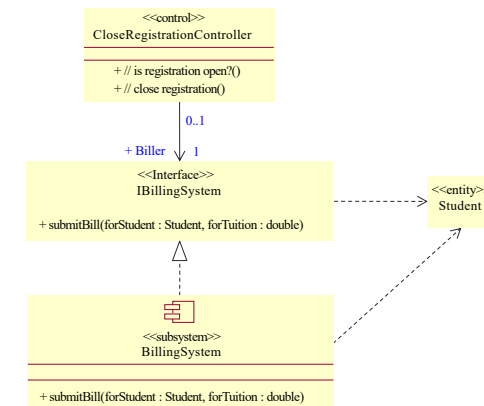 <<control>>
CloseRegistrationController
+ // is registration open?()
+ // close registration()
0..1
+ Biller 1
<<Interface>>
IBillingSystem
+ submitBill(forStudent : Student, forTuition : double)
<<entity>
Student
<<subsystem>>
BillingSystem
+ submitBill(forStudent : Student, forTuition : double)